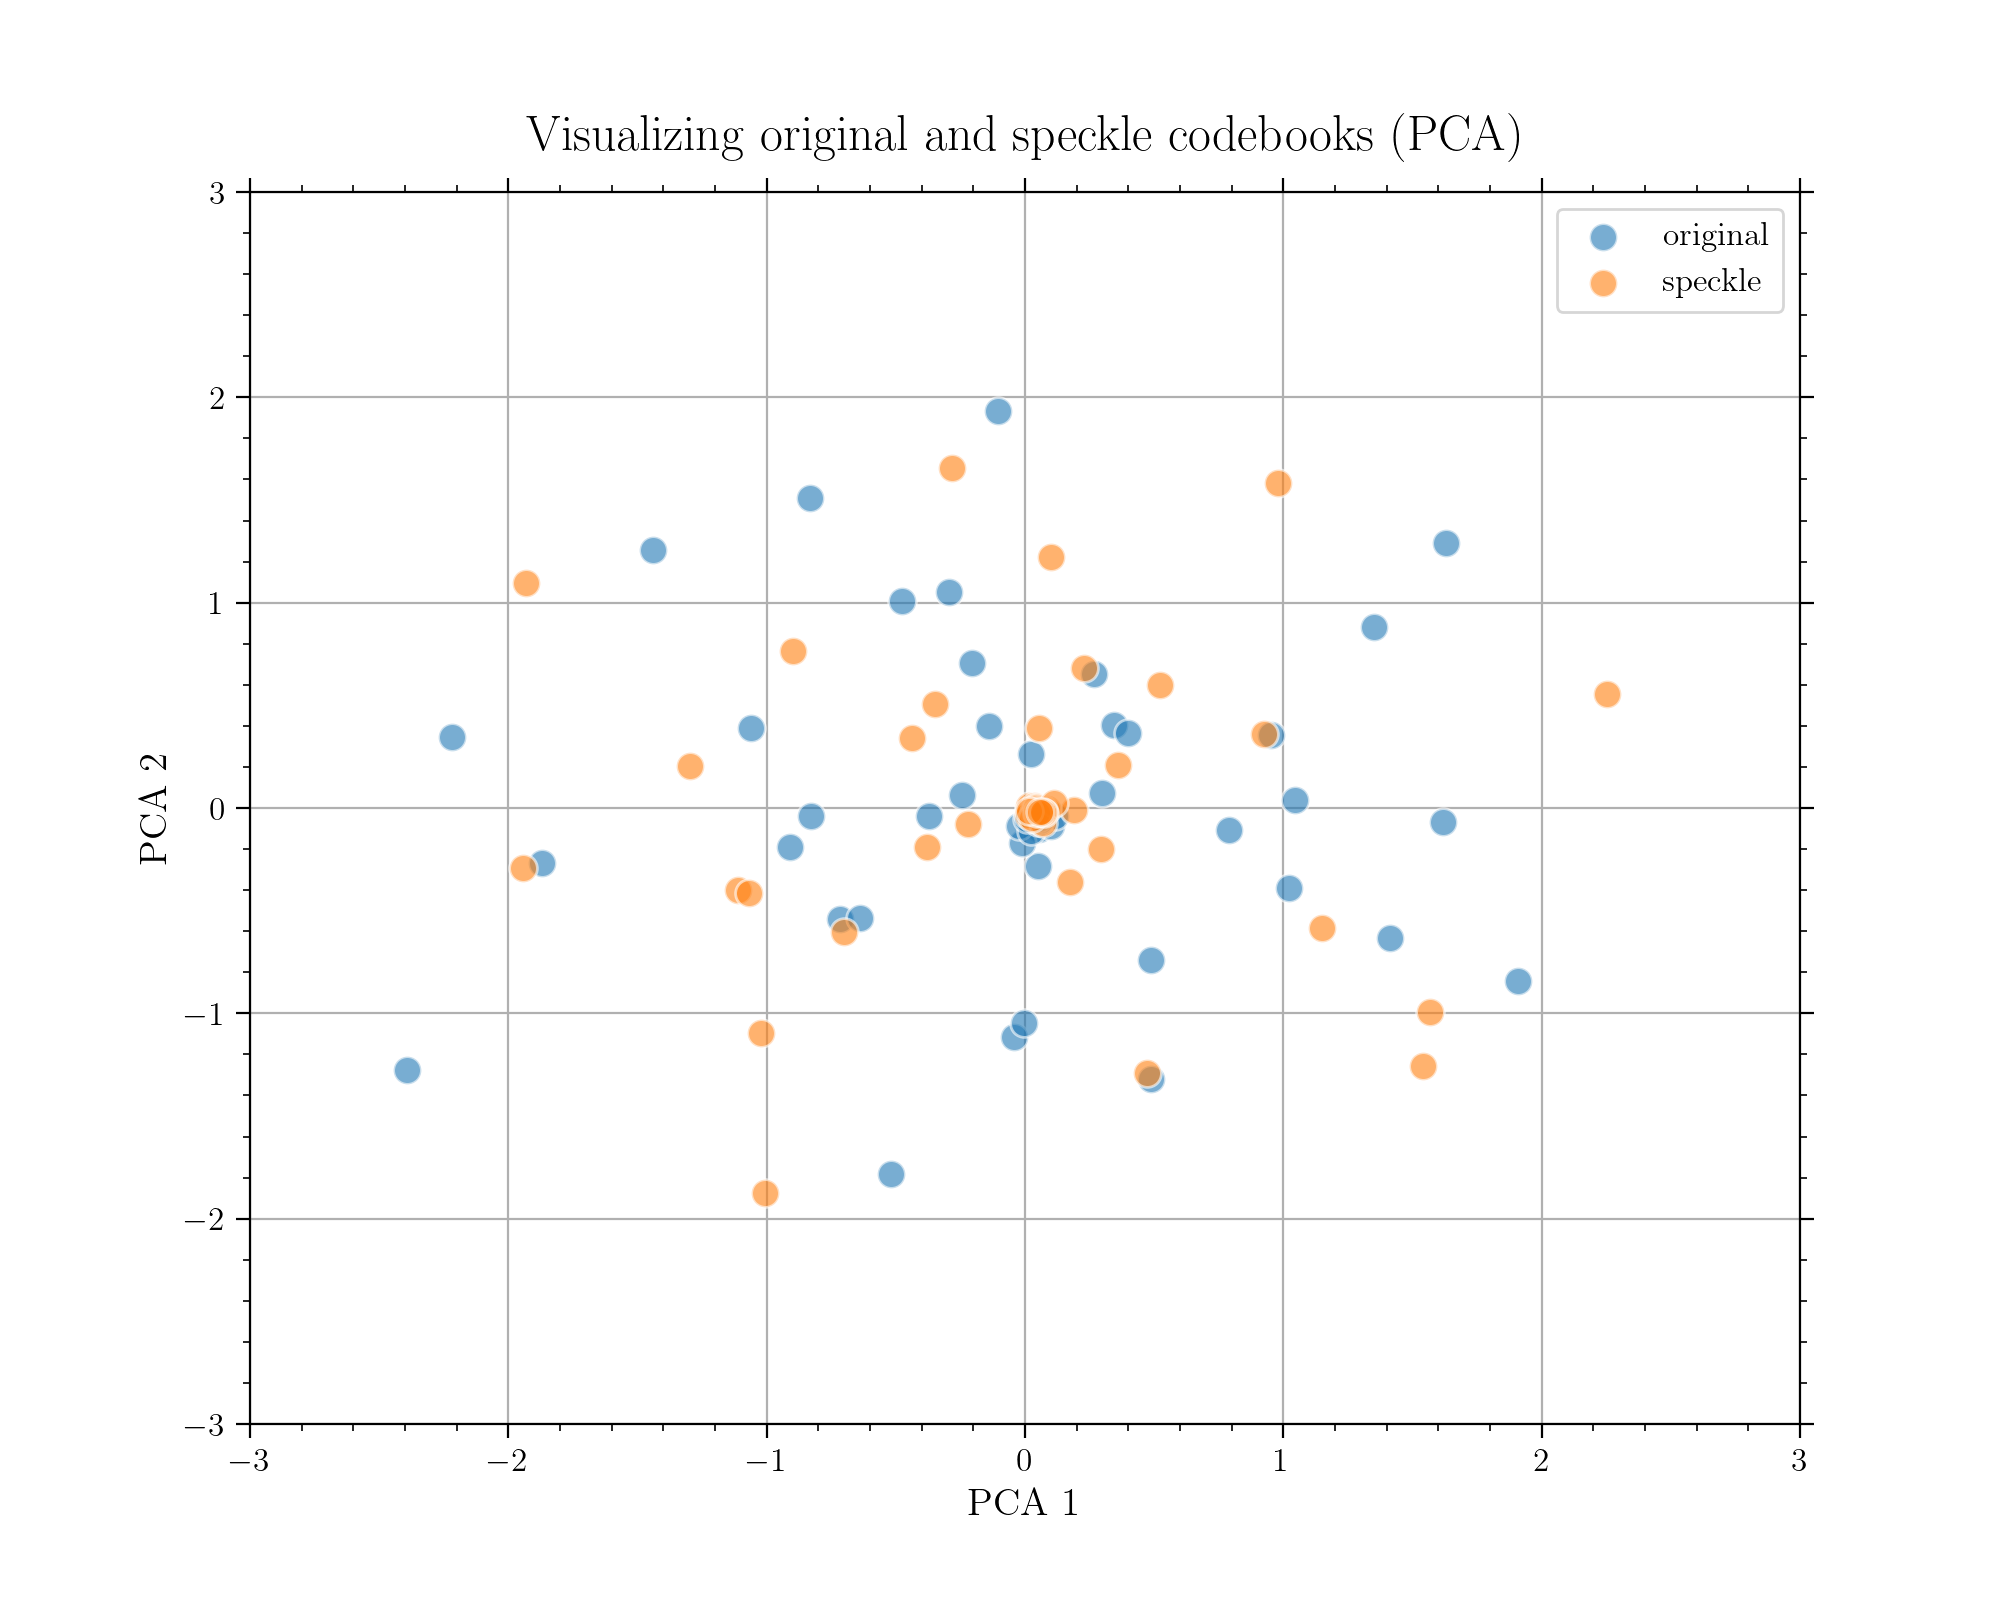 Visualizing original and speckle codebooks (PCA)
original
speckle
3
2
1
0
−1
−2
−3
PCA 2
−3
−2
−1
0
1
2
3
PCA 1